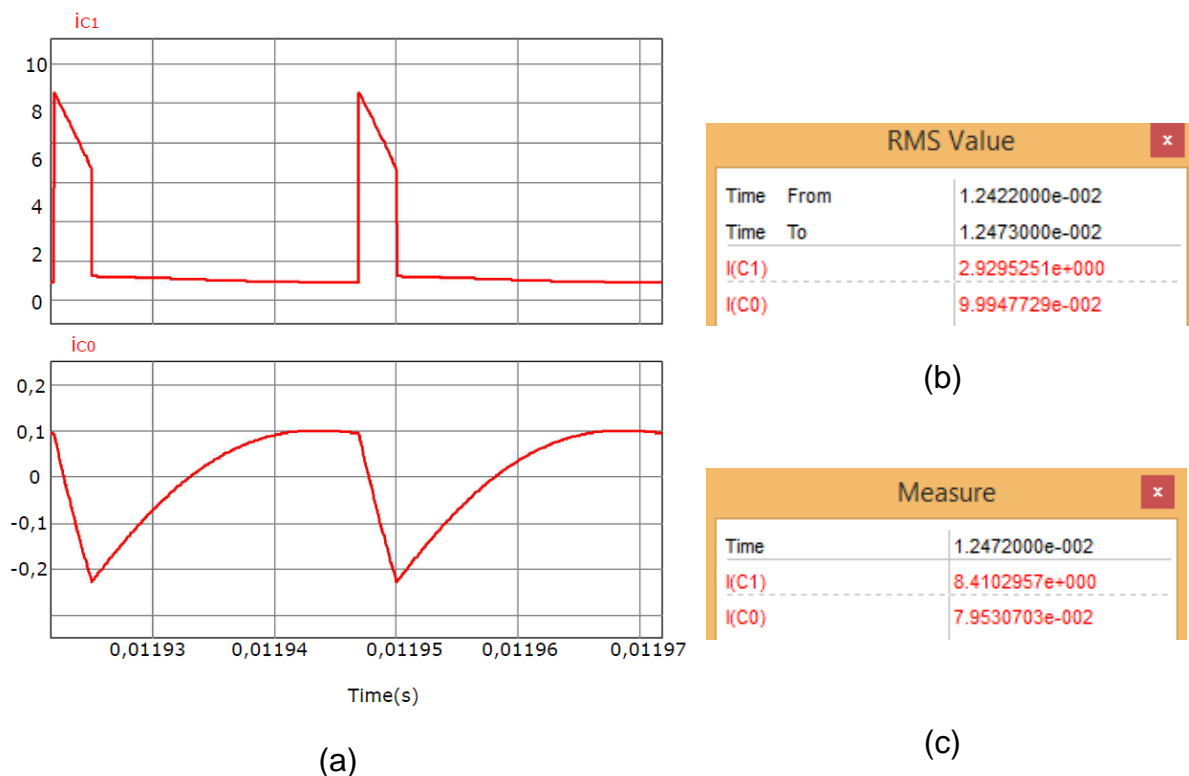 iC1
10
8
6
4
2
0
iC0
0,2
0,1
0
-0,1
-0,2
0,01193 0,01194 0,01195 0,01196 0,01197
Time(s)
(a)
RMS Value x
Time From 1.2422000e-002
Time To 1.2473000e-002
I(C1) 2.9295251e+000
I(C0) 9.9947729e-002
(b)
Measure x
Time 1.2472000e-002
I(C1) 8.4102957e+000
I(C0) 7.9530703e-002
(c)